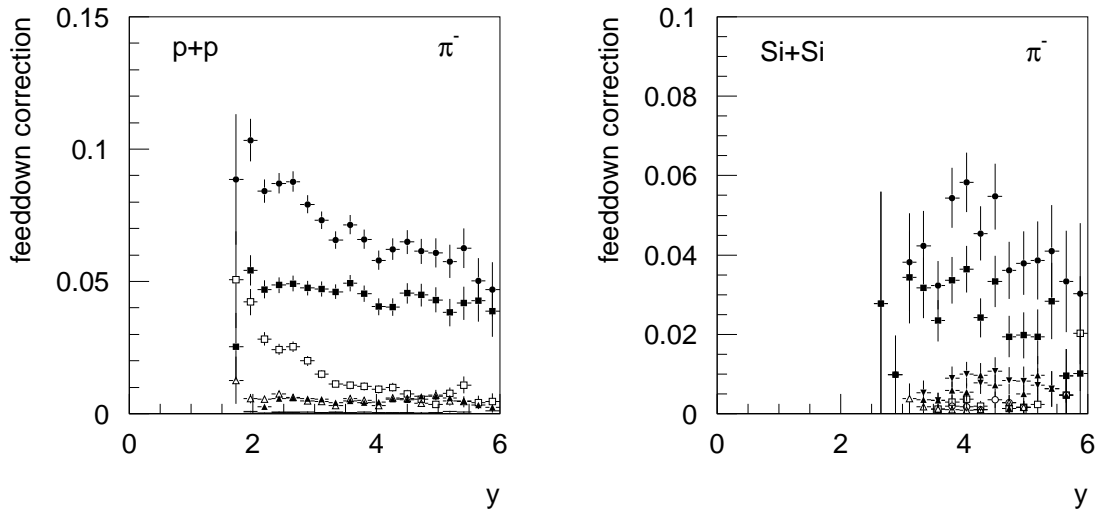 feeddown correction
0.15
0.1
0.05
0
p+p
π-
0 2 4 6
y
feeddown correction
0.1
0.08
0.06
0.04
0.02
0
Si+Si
π-
0 2 4 6
y